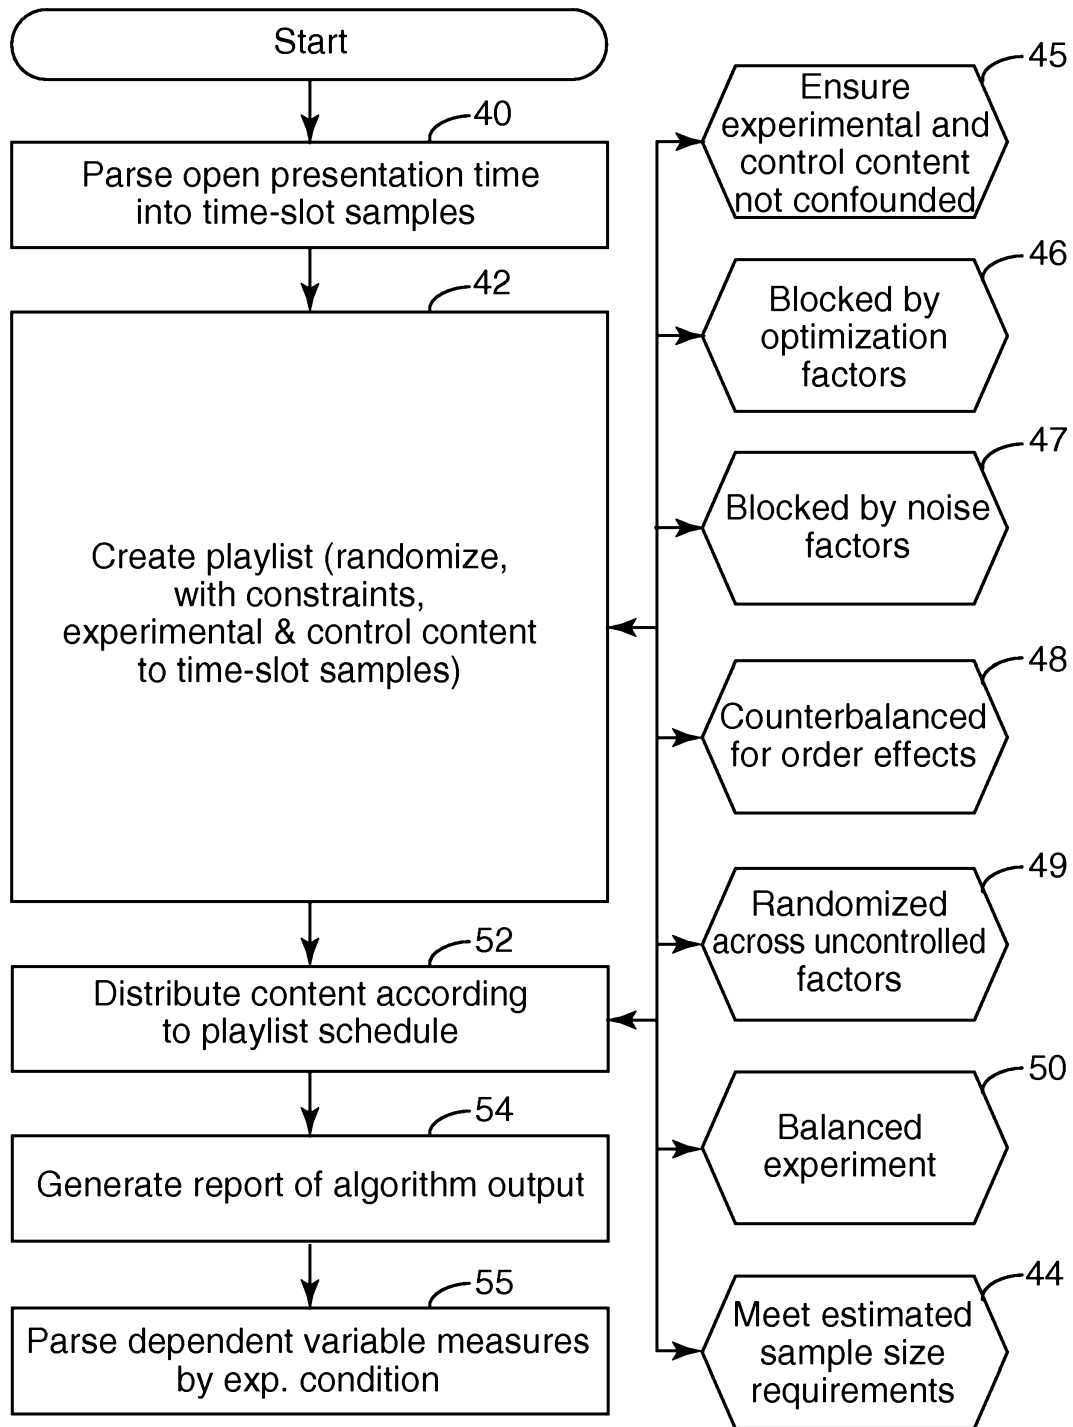 Start
40
Parse open presentation time
into time-slot samples
42
Create playlist (randomize,
with constraints,
experimental & control content
to time-slot samples)
52
Distribute content according
to playlist schedule
54
Generate report of algorithm output
55
Parse dependent variable measures
by exp. condition
45
Ensure
experimental and
control content
not confounded
46
Blocked by
optimization
factors
47
Blocked by noise
factors
48
Counterbalanced
for order effects
49
Randomized
across uncontrolled
factors
50
Balanced
experiment
44
Meet estimated
sample size
requirements